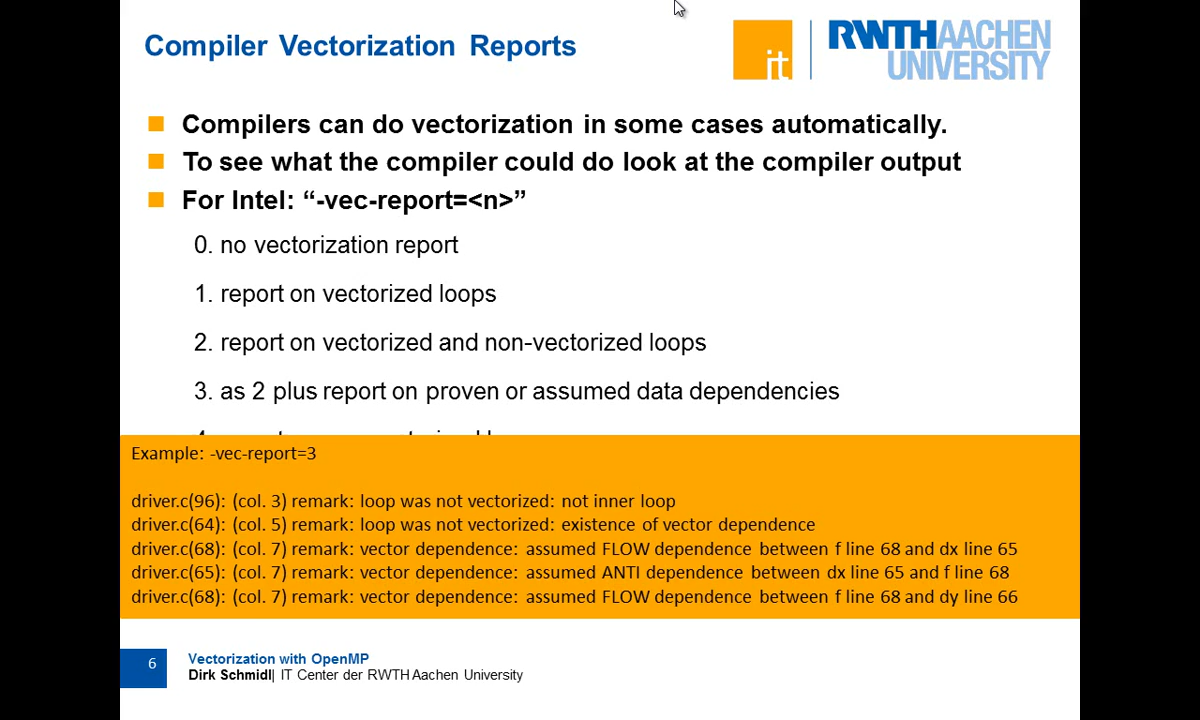 Compiler Vectorization Reports
it
RWTHAACHEN
UNIVERSITY
Compilers can do vectorization in some cases automatically.
To see what the compiler could do look at the compiler output
For Intel: “-vec-report=<n>”
0. no vectorization report
1. report on vectorized loops
2. report on vectorized and non-vectorized loops
3. as 2 plus report on proven or assumed data dependencies
Example: -vec-report=3
driver.c(96): (col. 3) remark: loop was not vectorized: not inner loop
driver.c(64): (col. 5) remark: loop was not vectorized: existence of vector dependence
driver.c(68): (col. 7) remark: vector dependence: assumed FLOW dependence between f line 68 and dx line 65
driver.c(65): (col. 7) remark: vector dependence: assumed ANTI dependence between dx line 65 and f line 68
driver.c(68): (col. 7) remark: vector dependence: assumed FLOW dependence between f line 68 and dy line 66
6
Vectorization with OpenMP
Dirk Schmidl| IT Center der RWTH Aachen University